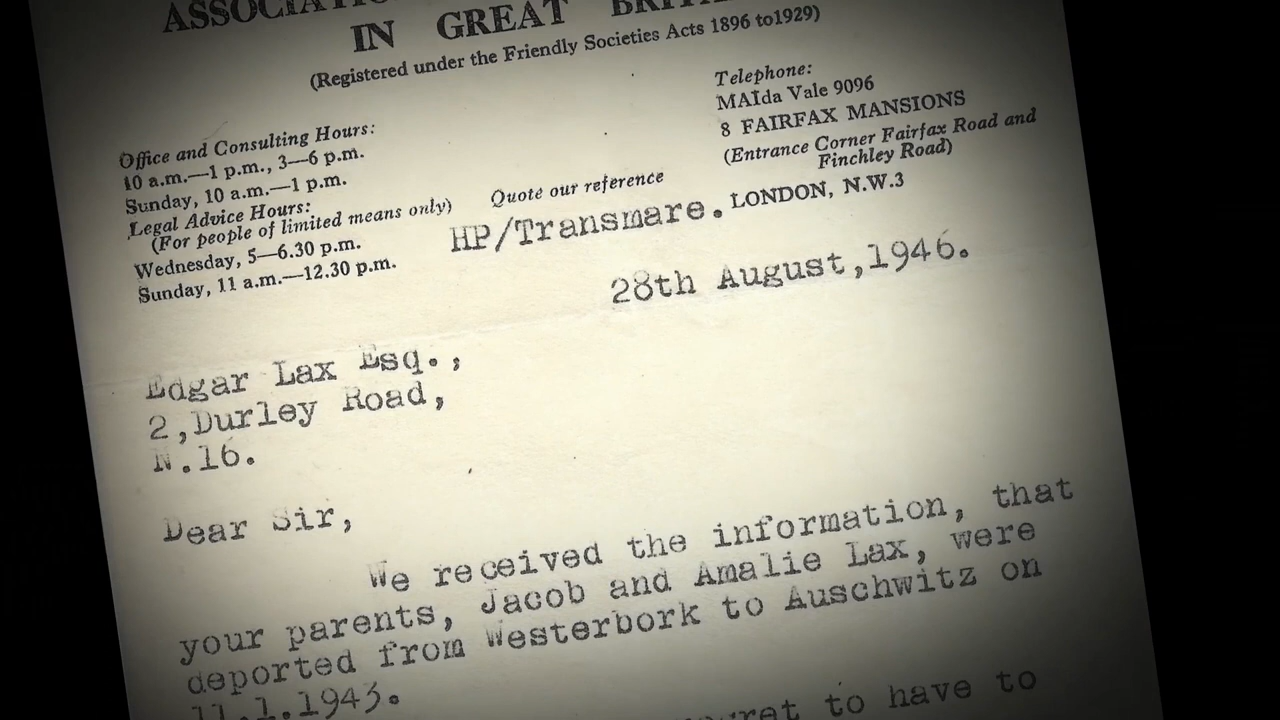 IN GREAT
(Registered under the Friendly Societies Acts 1896 to1929)
Office and Consulting Hours:
10 a.m.—1 p.m., 3—6 p.m.
Sunday, 10 a.m.—1 p.m.
Legal Advice Hours:
(For people of limited means only)
Wednesday, 5—6.30 p.m.
Sunday, 11 a.m.—12.30 p.m.
Quote our reference
HP/Transmare.
Telephone:
MAIda Vale 9096
8 FAIRFAX MANSIONS
(Entrance Corner Fairfax Road and
Finchley Road)
LONDON, N.W.3
28th August,1946.
Edgar Lax Esq.,
2,Durley Road,
N.16.
Dear Sir,
We received the information, that
your parents, Jacob and Amalie Lax, were
deported from Westerbork to Auschwitz on
11.1.1943.
to have to